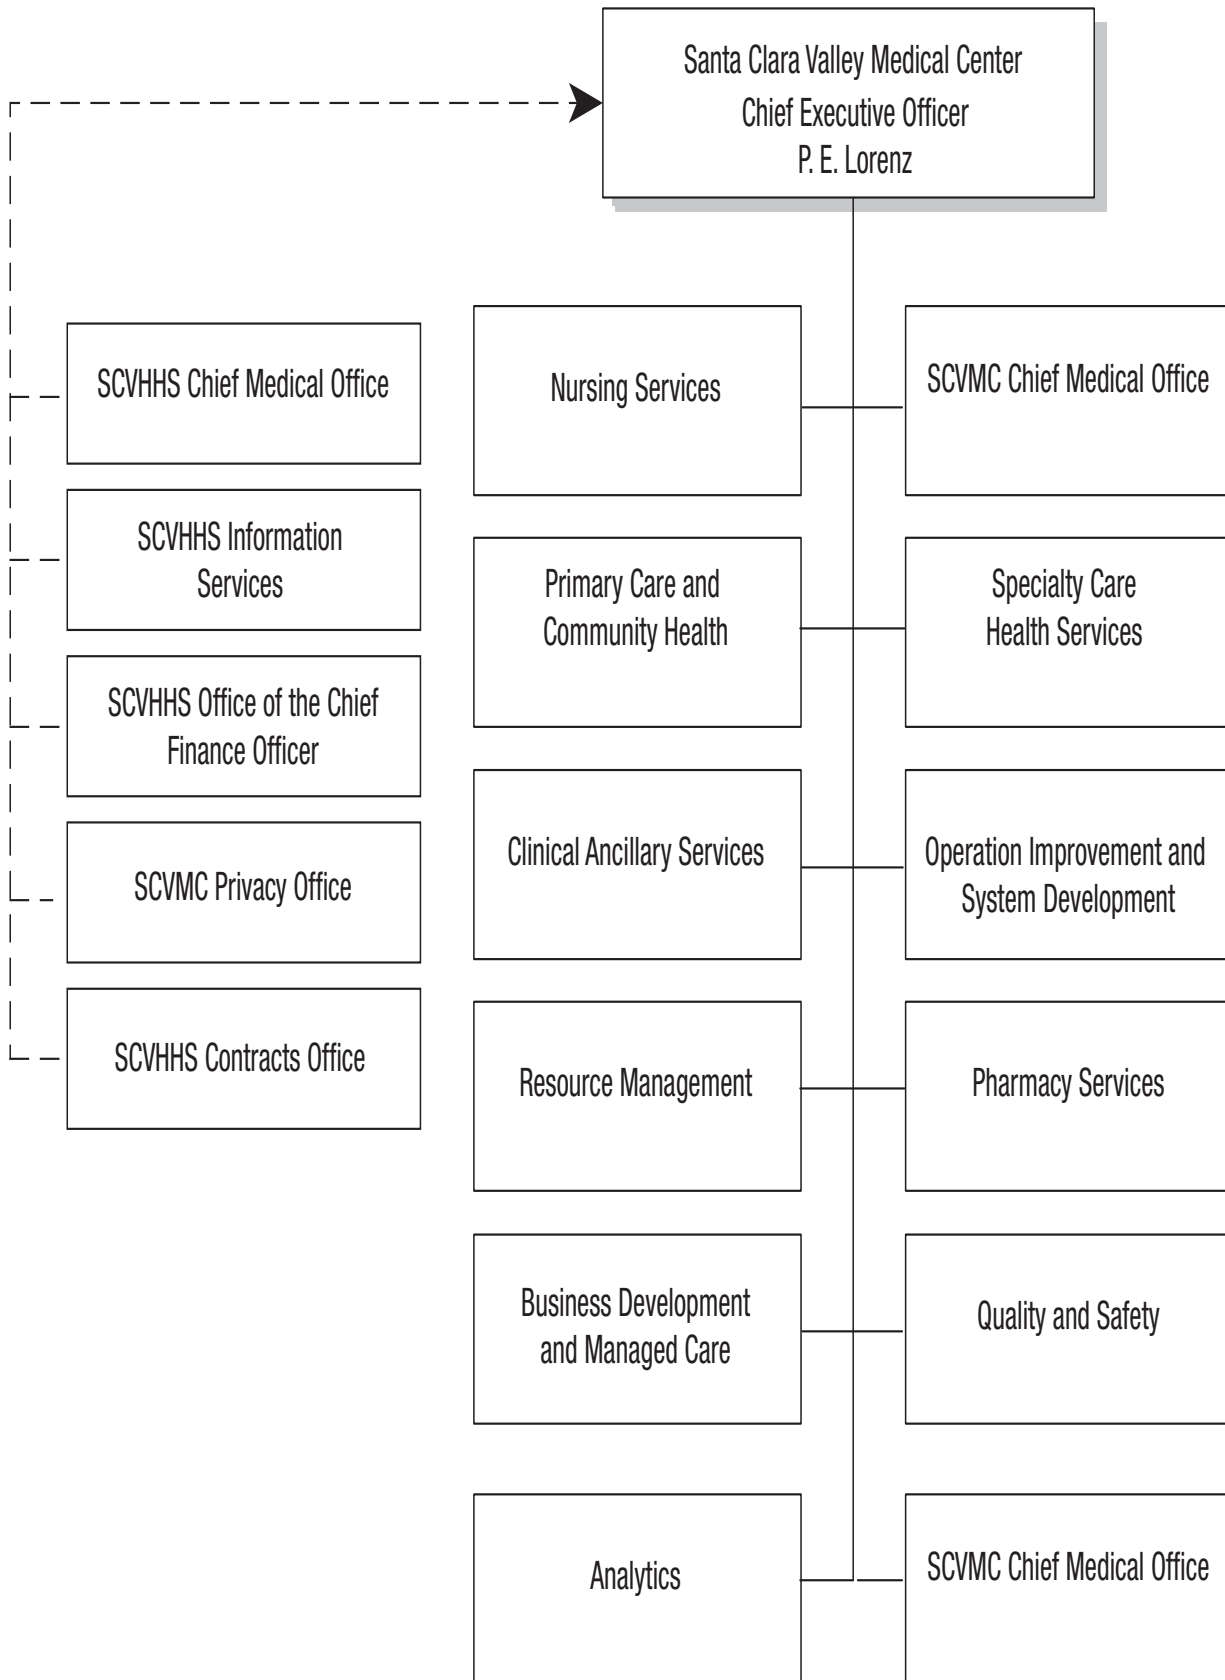 Santa Clara Valley Medical Center
Chief Executive Officer
P. E. Lorenz
SCVHHS Chief Medical Office
SCVHHS Information
Services
SCVHHS Office of the Chief
Finance Officer
SCVMC Privacy Office
SCVHHS Contracts Office
Nursing Services
SCVMC Chief Medical Office
Primary Care and
Community Health
Specialty Care
Health Services
Clinical Ancillary Services
Operation Improvement and
System Development
Resource Management
Pharmacy Services
Business Development
and Managed Care
Quality and Safety
Analytics
SCVMC Chief Medical Office